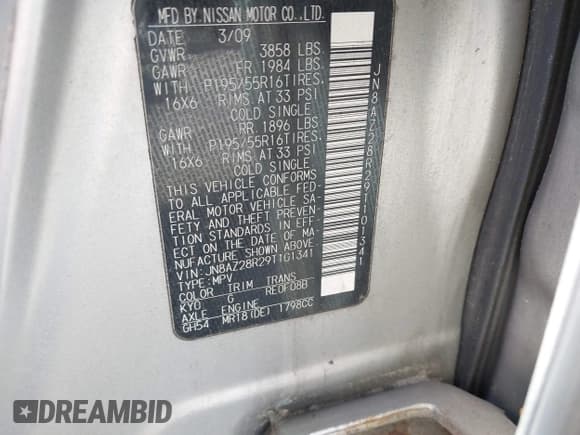 MFD BY NISSAN MOTOR CO.,LTD.
DATE 3/09
GVWR 3858 LBS
GAWR FR 1984 LBS
WITH P195/55R16TIRES,
16X6 RIMS AT 33 PSI
COLD SINGLE
GAWR RR 1896 LBS
WITH P195/55R16TIRES,
16X6 RIMS AT 33 PSI
COLD SINGLE
THIS VEHICLE CONFORMS
TO ALL APPLICABLE FED-
ERAL MOTOR VEHICLE SA-
FETY AND THEFT PREVEN-
TION STANDARDS IN EFF-
ECT ON THE DATE OF MA-
NUFACTURE SHOWN ABOVE.
VIN:JN8AZ28R29T101341
TYPE:MPV
COLOR TRIM TRANS
KY0 G RE0F08B
AXLE ENGINE
GH54 MR18(DE) 1798CC
JN8AZ28R29T101341
DREAMBID